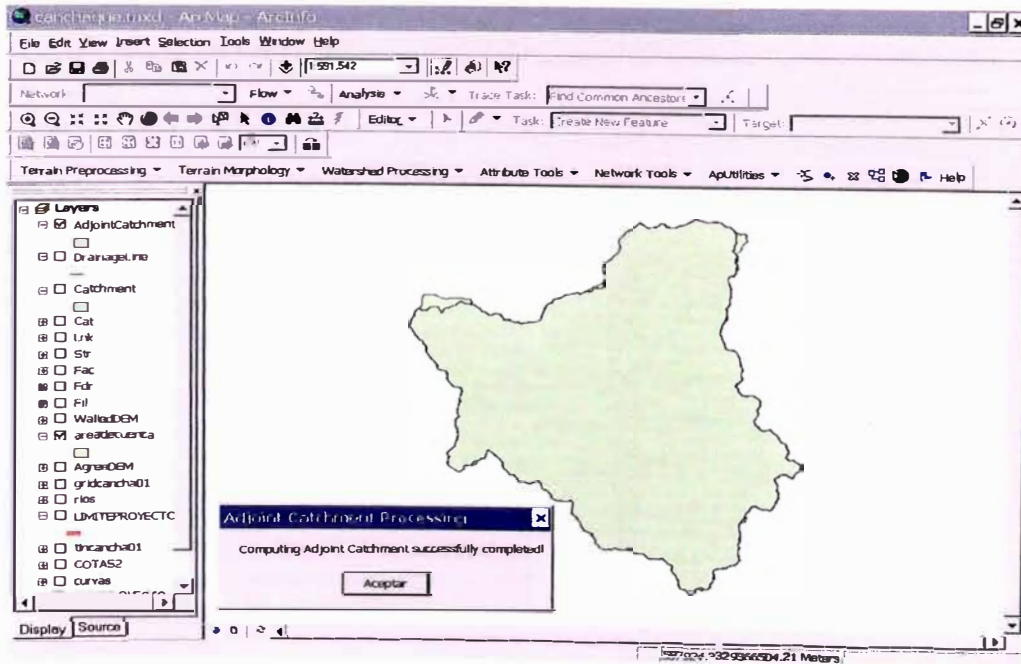 canchaque.mxd - ArcMap - ArcInfo
File Edit View Insert Selection Tools Window Help
1:591,542
Network Flow Analysis Trace Task: Find Common Ancestors
Editor Task: Create New Feature Target:
Terrain Preprocessing Terrain Morphology Watershed Processing Attribute Tools Network Tools ApUtilities Help
Layers
AdjointCatchment
DrainageLine
Catchment
Cat
Lnk
Str
Fac
Fdr
Fil
WalledDEM
areadecuenca
AgreeDEM
gridcancha01
rios
LIMITEPROYECTO
tincancha01
COTAS2
curvas
Display Source
Adjoint Catchment Processing
Computing Adjoint Catchment successfully completed!
Aceptar
Meters